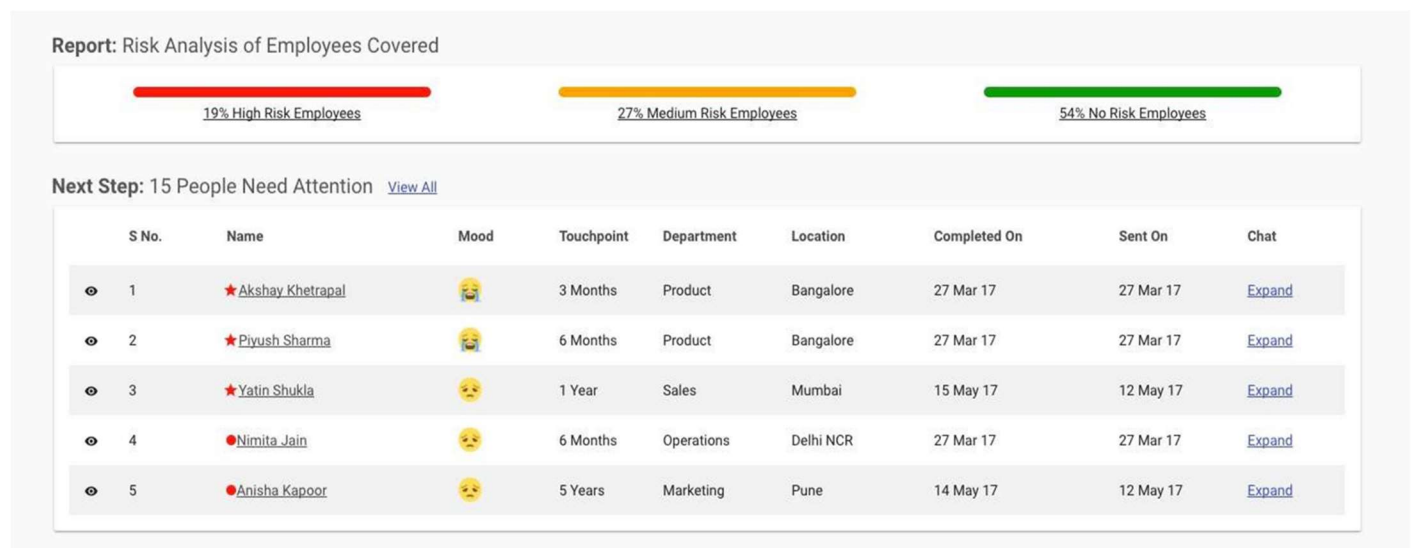 Report: Risk Analysis of Employees Covered
19% High Risk Employees 27% Medium Risk Employees 54% No Risk Employees
Next Step: 15 People Need Attention View All
S No. Name Mood Touchpoint Department Location Completed On Sent On Chat
1 Akshay Khetrapal 3 Months Product Bangalore 27 Mar 17 27 Mar 17 Expand
2 Piyush Sharma 6 Months Product Bangalore 27 Mar 17 27 Mar 17 Expand
3 Yatin Shukla 1 Year Sales Mumbai 15 May 17 12 May 17 Expand
4 Nimita Jain 6 Months Operations Delhi NCR 27 Mar 17 27 Mar 17 Expand
5 Anisha Kapoor 5 Years Marketing Pune 14 May 17 12 May 17 Expand